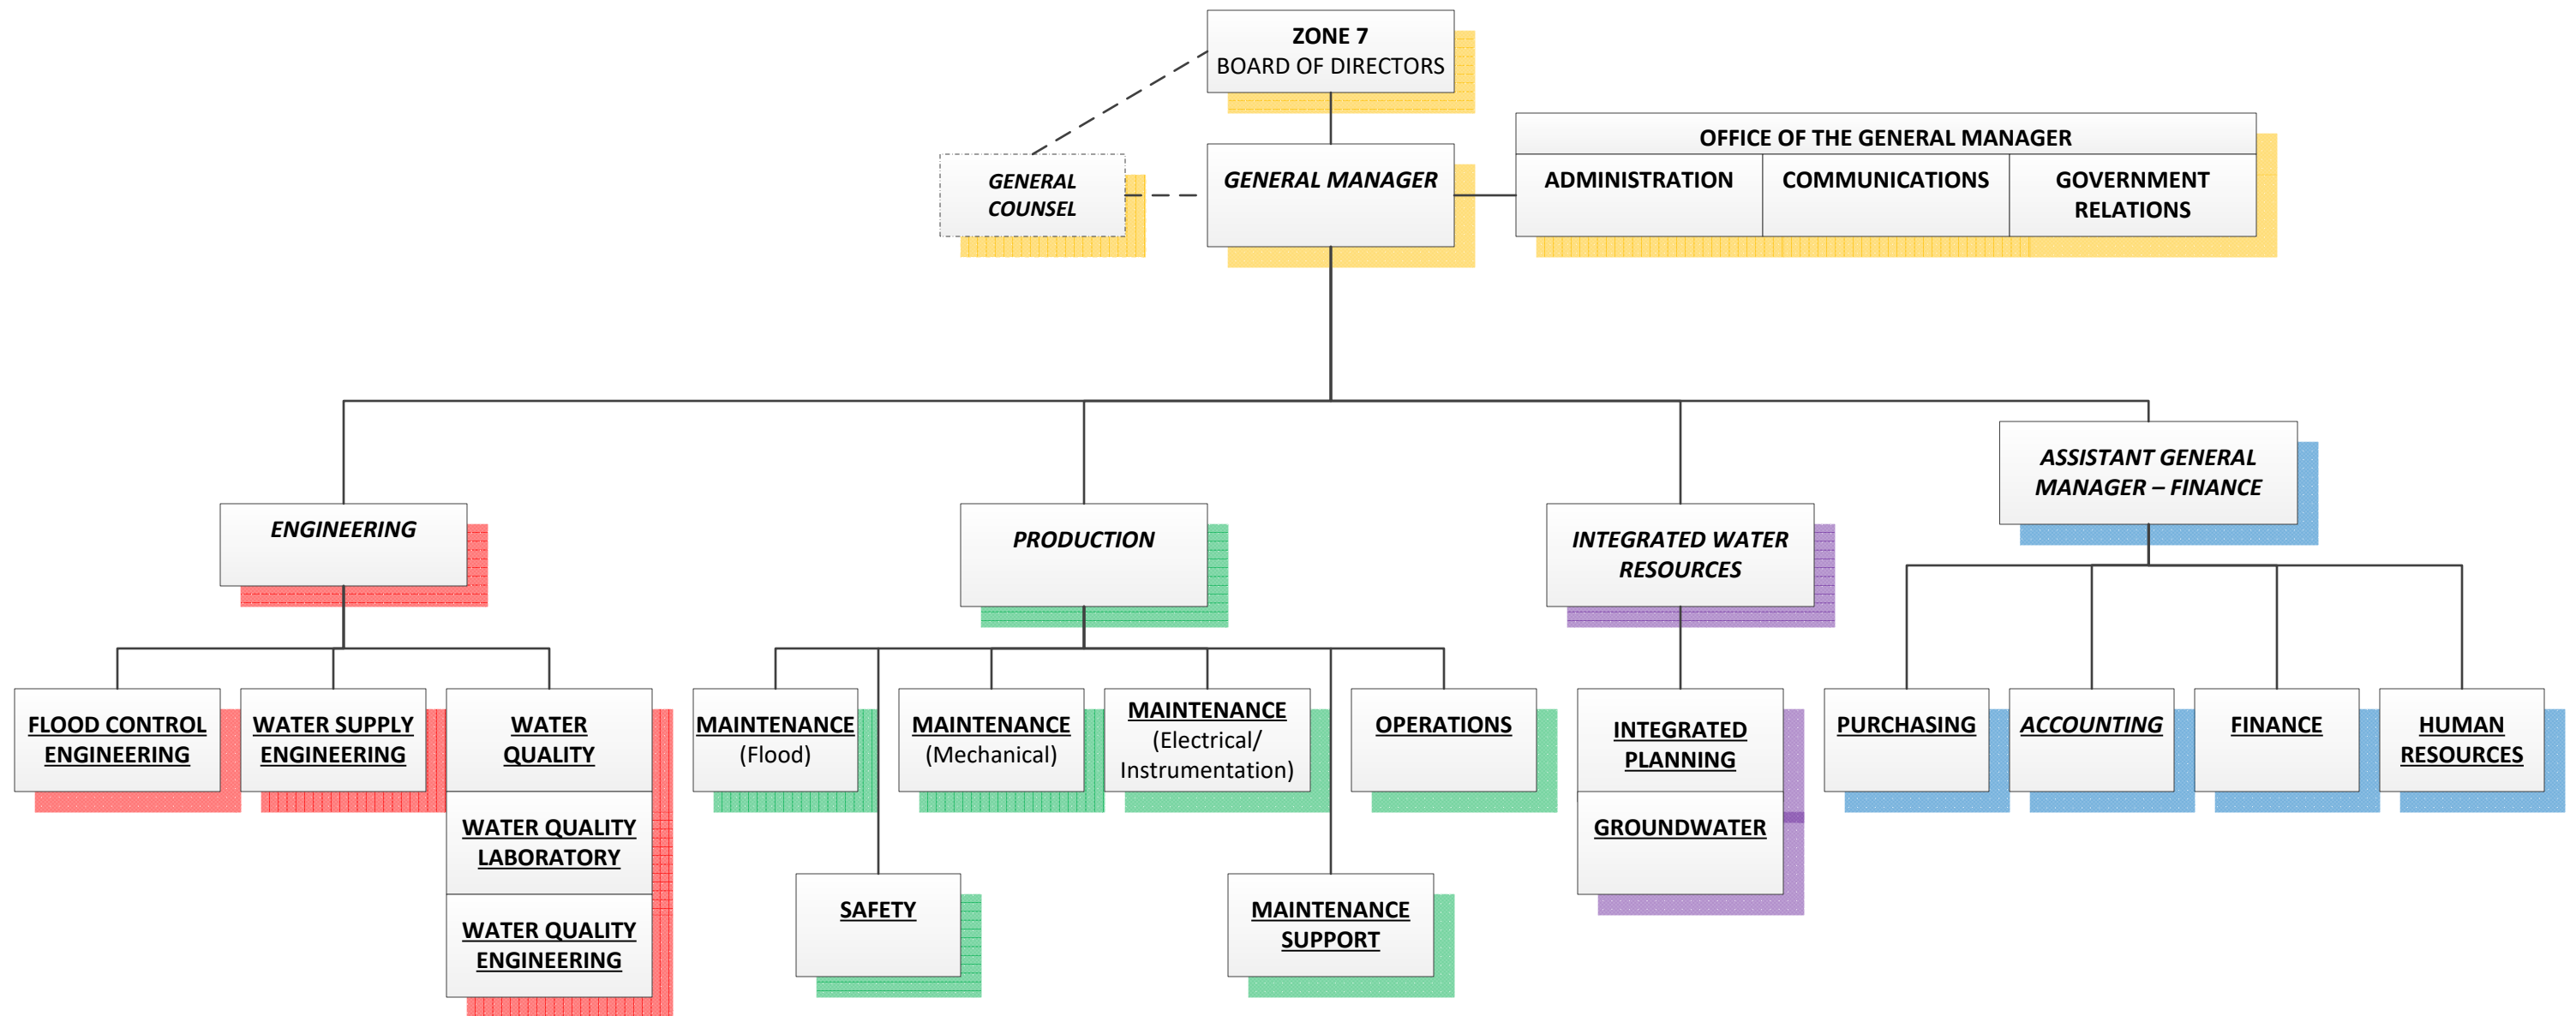 ZONE 7
BOARD OF DIRECTORS
GENERAL
COUNSEL
GENERAL MANAGER
OFFICE OF THE GENERAL MANAGER
ADMINISTRATION
COMMUNICATIONS
GOVERNMENT
RELATIONS
ENGINEERING
PRODUCTION
INTEGRATED WATER
RESOURCES
ASSISTANT GENERAL
MANAGER – FINANCE
FLOOD CONTROL
ENGINEERING
WATER SUPPLY
ENGINEERING
WATER
QUALITY
WATER QUALITY
LABORATORY
WATER QUALITY
ENGINEERING
MAINTENANCE
(Flood)
MAINTENANCE
(Mechanical)
MAINTENANCE
(Electrical/
Instrumentation)
OPERATIONS
SAFETY
MAINTENANCE
SUPPORT
INTEGRATED
PLANNING
GROUNDWATER
PURCHASING
ACCOUNTING
FINANCE
HUMAN
RESOURCES